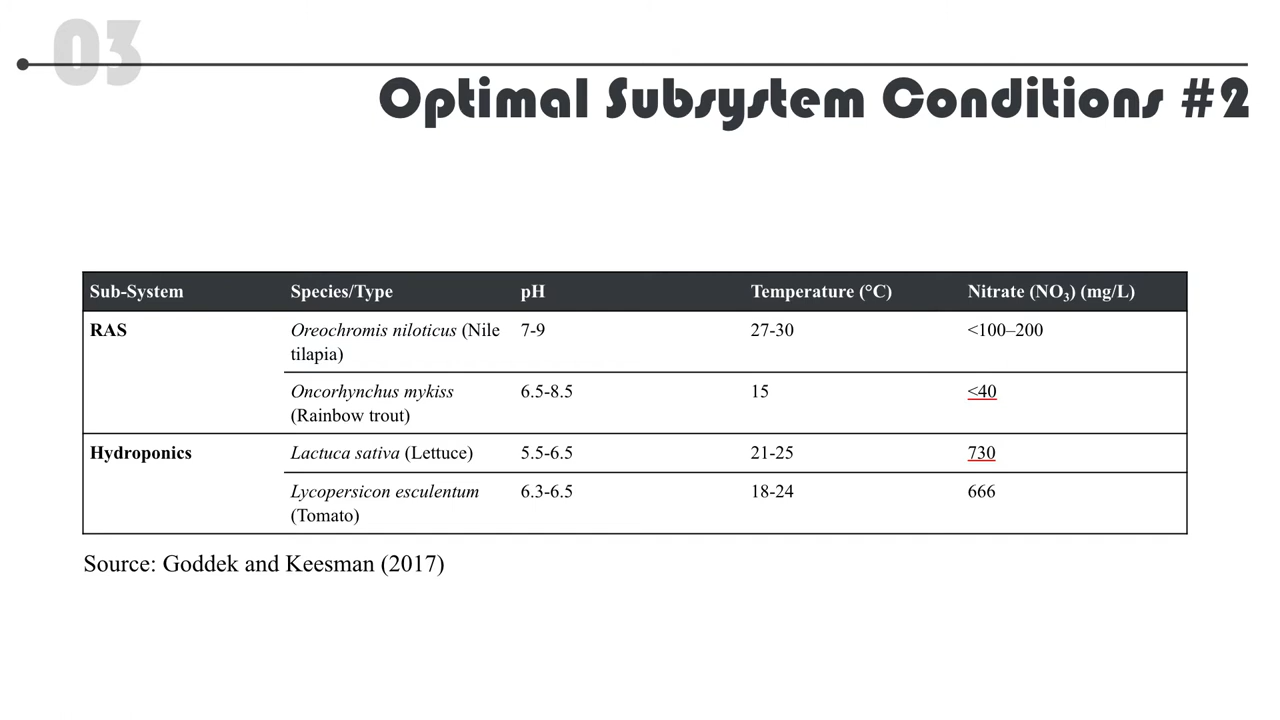 03
Optimal Subsystem Conditions #2
Sub-System Species/Type pH Temperature (°C) Nitrate (NO₃) (mg/L)
RAS Oreochromis niloticus (Nile 7-9 27-30 <100–200
tilapia)
Oncorhynchus mykiss 6.5-8.5 15 <40
(Rainbow trout)
Hydroponics Lactuca sativa (Lettuce) 5.5-6.5 21-25 730
Lycopersicon esculentum 6.3-6.5 18-24 666
(Tomato)
Source: Goddek and Keesman (2017)